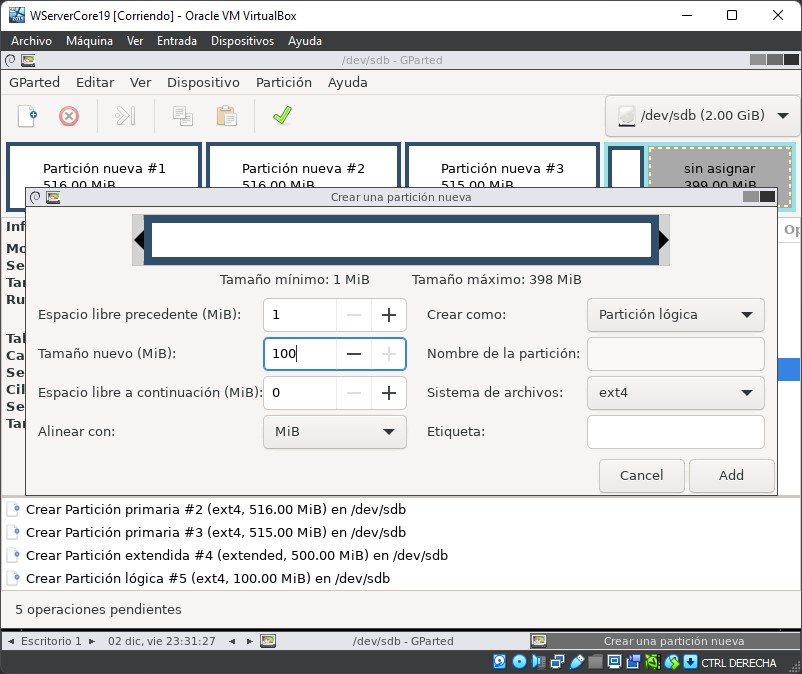 WServerCore19 [Corriendo] - Oracle VM VirtualBox
Archivo Máquina Ver Entrada Dispositivos Ayuda
/dev/sdb - GParted
GParted Editar Ver Dispositivo Partición Ayuda
/dev/sdb (2.00 GiB)
Partición nueva #1 Partición nueva #2 Partición nueva #3 sin asignar
516.00 MiB 516.00 MiB 515.00 MiB 399.00 MiB
Crear una partición nueva
Inf
Mo
Se
Tar
Ru
Tal
Ca
Se
Cil
Se
Tar
Op
Tamaño mínimo: 1 MiB Tamaño máximo: 398 MiB
Espacio libre precedente (MiB): 1 Crear como: Partición lógica
Tamaño nuevo (MiB): 100 Nombre de la partición:
Espacio libre a continuación (MiB): 0 Sistema de archivos: ext4
Alinear con: MiB Etiqueta:
Cancel Add
Crear Partición primaria #2 (ext4, 516.00 MiB) en /dev/sdb
Crear Partición primaria #3 (ext4, 515.00 MiB) en /dev/sdb
Crear Partición extendida #4 (extended, 500.00 MiB) en /dev/sdb
Crear Partición lógica #5 (ext4, 100.00 MiB) en /dev/sdb
5 operaciones pendientes
Escritorio 1 02 dic, vie 23:31:27 /dev/sdb - GParted Crear una partición nueva
CTRL DERECHA